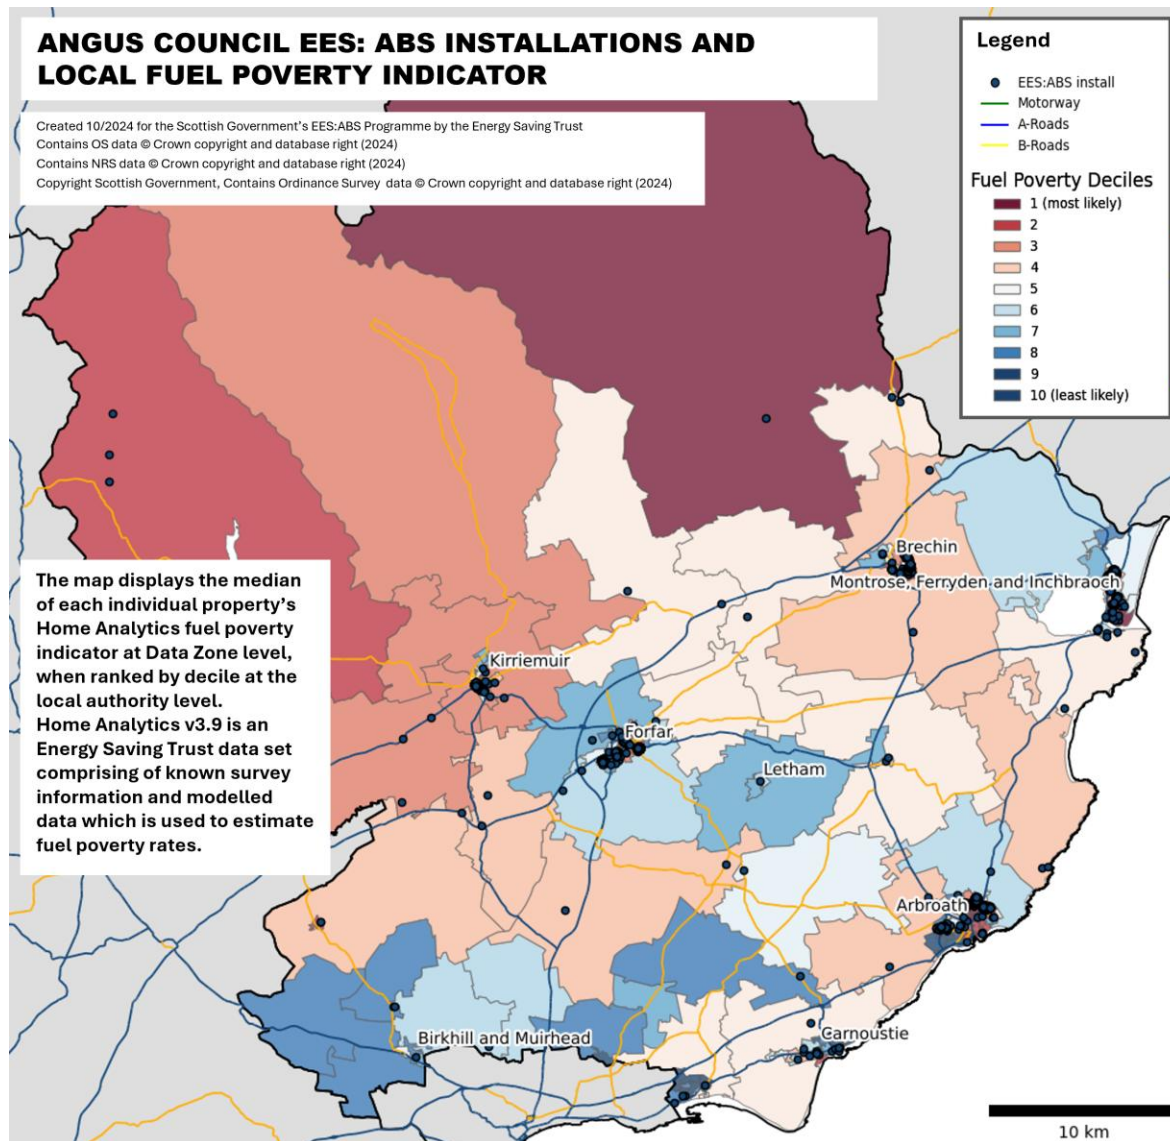 ANGUS COUNCIL EES: ABS INSTALLATIONS AND
LOCAL FUEL POVERTY INDICATOR
Created 10/2024 for the Scottish Government's EES:ABS Programme by the Energy Saving Trust
Contains OS data © Crown copyright and database right (2024)
Contains NRS data © Crown copyright and database right (2024)
Copyright Scottish Government, Contains Ordinance Survey data © Crown copyright and database right (2024)
Legend
EES:ABS install
Motorway
A-Roads
B-Roads
Fuel Poverty Deciles
1 (most likely)
2
3
4
5
6
7
8
9
10 (least likely)
Brechin
Montrose, Ferryden and Inchbraoch
The map displays the median
of each individual property's
Home Analytics fuel poverty
indicator at Data Zone level,
when ranked by decile at the
local authority level.
Home Analytics v3.9 is an
Energy Saving Trust data set
comprising of known survey
information and modelled
data which is used to estimate
fuel poverty rates.
Kirriemuir
Forfar
Letham
Arbroath
Birkhill and Muirhead
Carnoustie
10 km